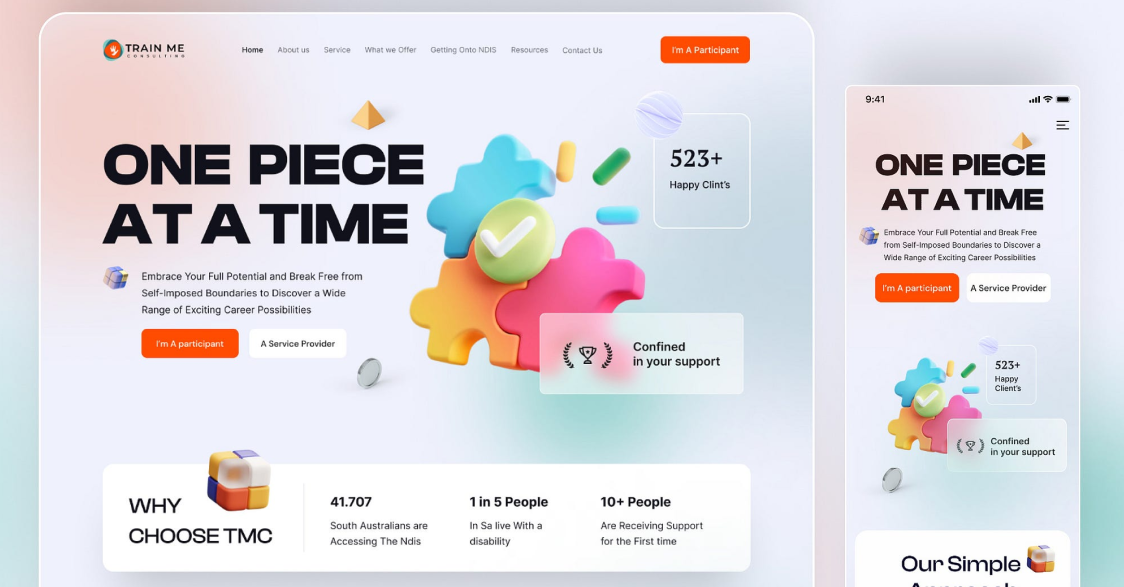 TRAIN ME
CONSULTING
Home About us Service What we Offer Getting Onto NDIS Resources Contact Us
I'm A Participant
ONE PIECE
AT A TIME
Embrace Your Full Potential and Break Free from
Self-Imposed Boundaries to Discover a Wide
Range of Exciting Career Possibilities
I'm A participant
A Service Provider
523+
Happy Clint's
Confined
in your support
WHY
CHOOSE TMC
41.707
South Australians are
Accessing The Ndis
1 in 5 People
In Sa live With a
disability
10+ People
Are Receiving Support
for the First time
9:41
ONE PIECE
AT A TIME
Embrace Your Full Potential and Break Free
from Self-Imposed Boundaries to Discover a
Wide Range of Exciting Career Possibilities
I'm A participant
A Service Provider
523+
Happy
Client's
Confined
in your support
Our Simple
Approach